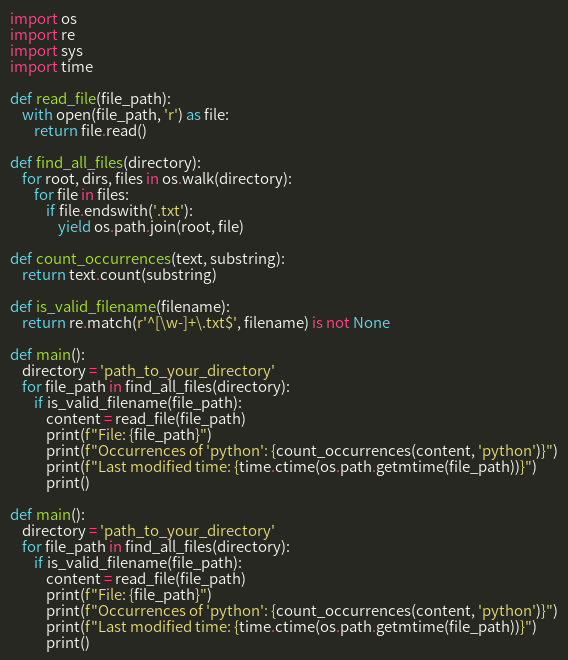 import os
import re
import sys
import time

def read_file(file_path):
    with open(file_path, 'r') as file:
        return file.read()

def find_all_files(directory):
    for root, dirs, files in os.walk(directory):
        for file in files:
            if file.endswith('.txt'):
                yield os.path.join(root, file)

def count_occurrences(text, substring):
    return text.count(substring)

def is_valid_filename(filename):
    return re.match(r'^[\w-]+\.txt$', filename) is not None

def main():
    directory = 'path_to_your_directory'
    for file_path in find_all_files(directory):
        if is_valid_filename(file_path):
            content = read_file(file_path)
            print(f"File: {file_path}")
            print(f"Occurrences of 'python': {count_occurrences(content, 'python')}")
            print(f"Last modified time: {time.ctime(os.path.getmtime(file_path))}")
            print()

def main():
    directory = 'path_to_your_directory'
    for file_path in find_all_files(directory):
        if is_valid_filename(file_path):
            content = read_file(file_path)
            print(f"File: {file_path}")
            print(f"Occurrences of 'python': {count_occurrences(content, 'python')}")
            print(f"Last modified time: {time.ctime(os.path.getmtime(file_path))}")
            print()